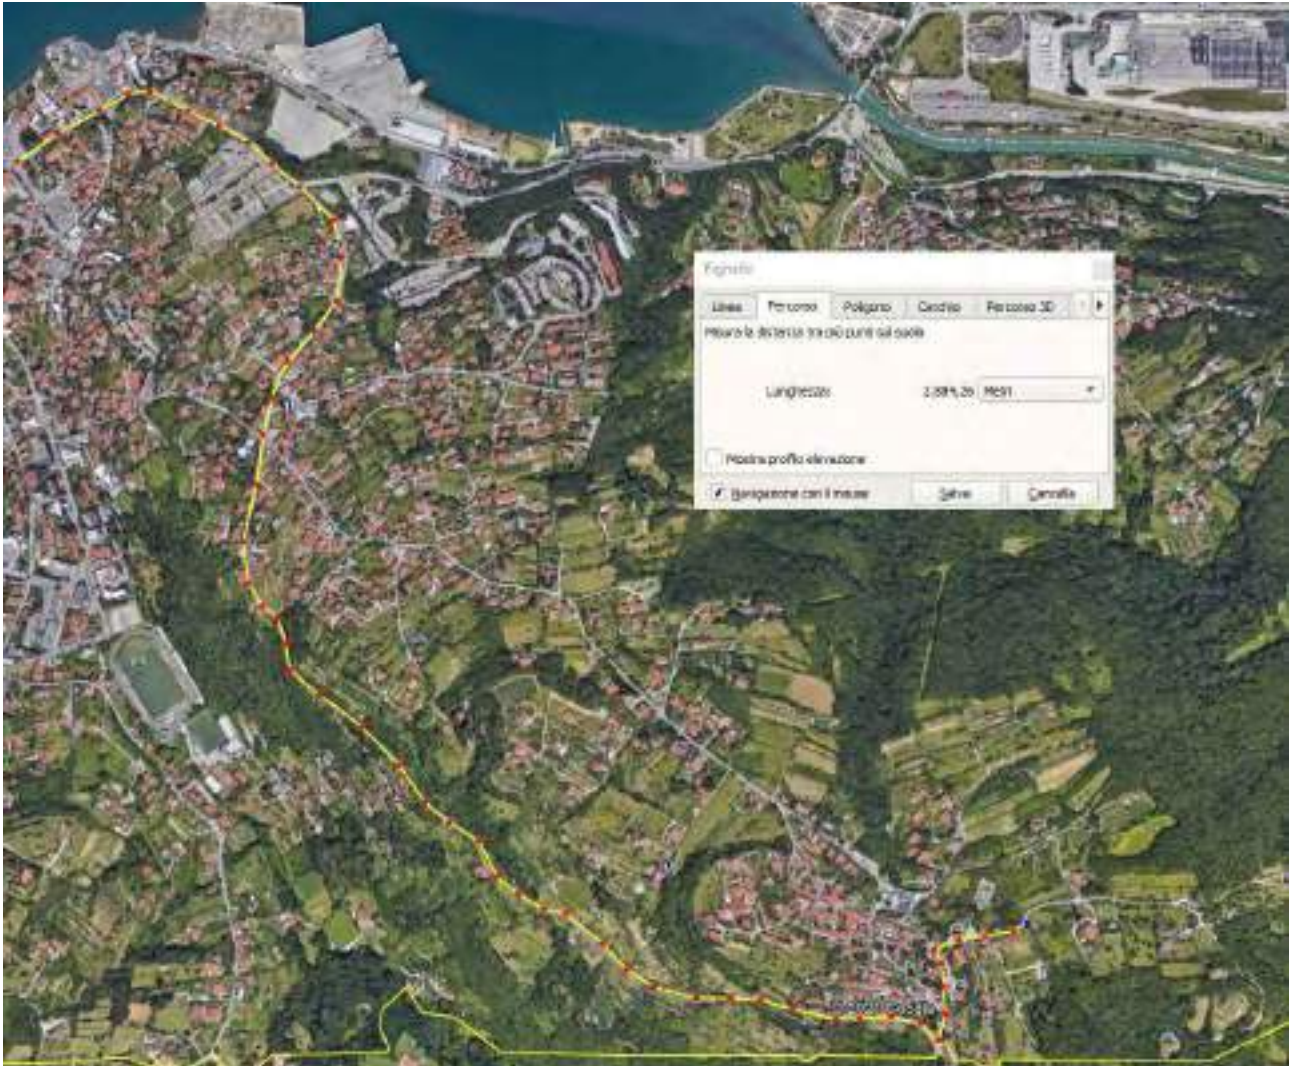 Righello
Linea Percorso Poligono Cerchio Percorso 3D
Misura la distanza tra più punti sul suolo
Lunghezza: Metri
Mostra profilo elevazione
Navigazione con il mouse Salva Cancella